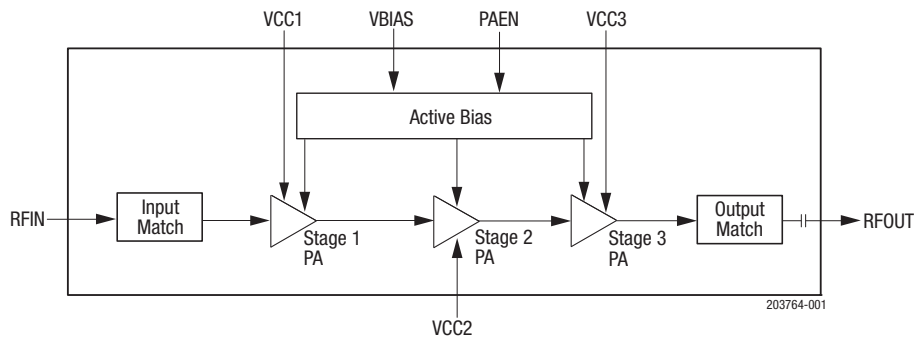 VCC1
VBIAS
PAEN
VCC3
Active Bias
RFIN
Input
Match
Stage 1
PA
Stage 2
PA
Stage 3
PA
Output
Match
RFOUT
203764-001
VCC2